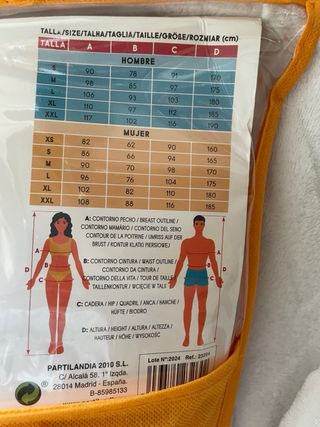 TALLA/SIZE/TALHA/TAGLIA/TAILLE/GRÖßE/ROZMIAR (cm)
TALLA A B C D
HOMBRE
S 90 78 91 170
M 98 85 97 175
L 106 93 103 180
XL 110 97 112 185
XXL 117 102 116 190
MUJER
XS 82 62 90 160
S 86 66 94 165
M 90 70 98 170
L 96 76 104 175
XL 102 82 110 180
XXL 108 88 116 185
A: CONTORNO PECHO / BREAST OUTLINE /
CONTORNO MAMÁRIO / CONTORNO DEL SENO
CONTOUR DE LA POITRINE / UMRISS AUF DER
BRUST / KONTUR KLATKI PIERSIOWEJ
B: CONTORNO CINTURA / WAIST OUTLINE /
CONTORNO DA CINTURA /
CONTORNO DELLA VITA / TOUR DE TAILLE
TAILLENKONTUR / WCIĘCIE W TALII
C: CADERA / HIP / QUADRIL / ANCA / HANCHE /
HÜFTE / BIODRO
D: ALTURA / HEIGHT / ALTURA / ALTEZZA /
HAUTEUR / HÖHE / WYSOKOŚĆ
A
B
C
D
A
B
C
D
PARTILANDIA 2010 S.L.
C/ Alcalá 56, 1º Izqda.
28014 Madrid - España.
B-85985133
Lote Nº:2024 Ref.: